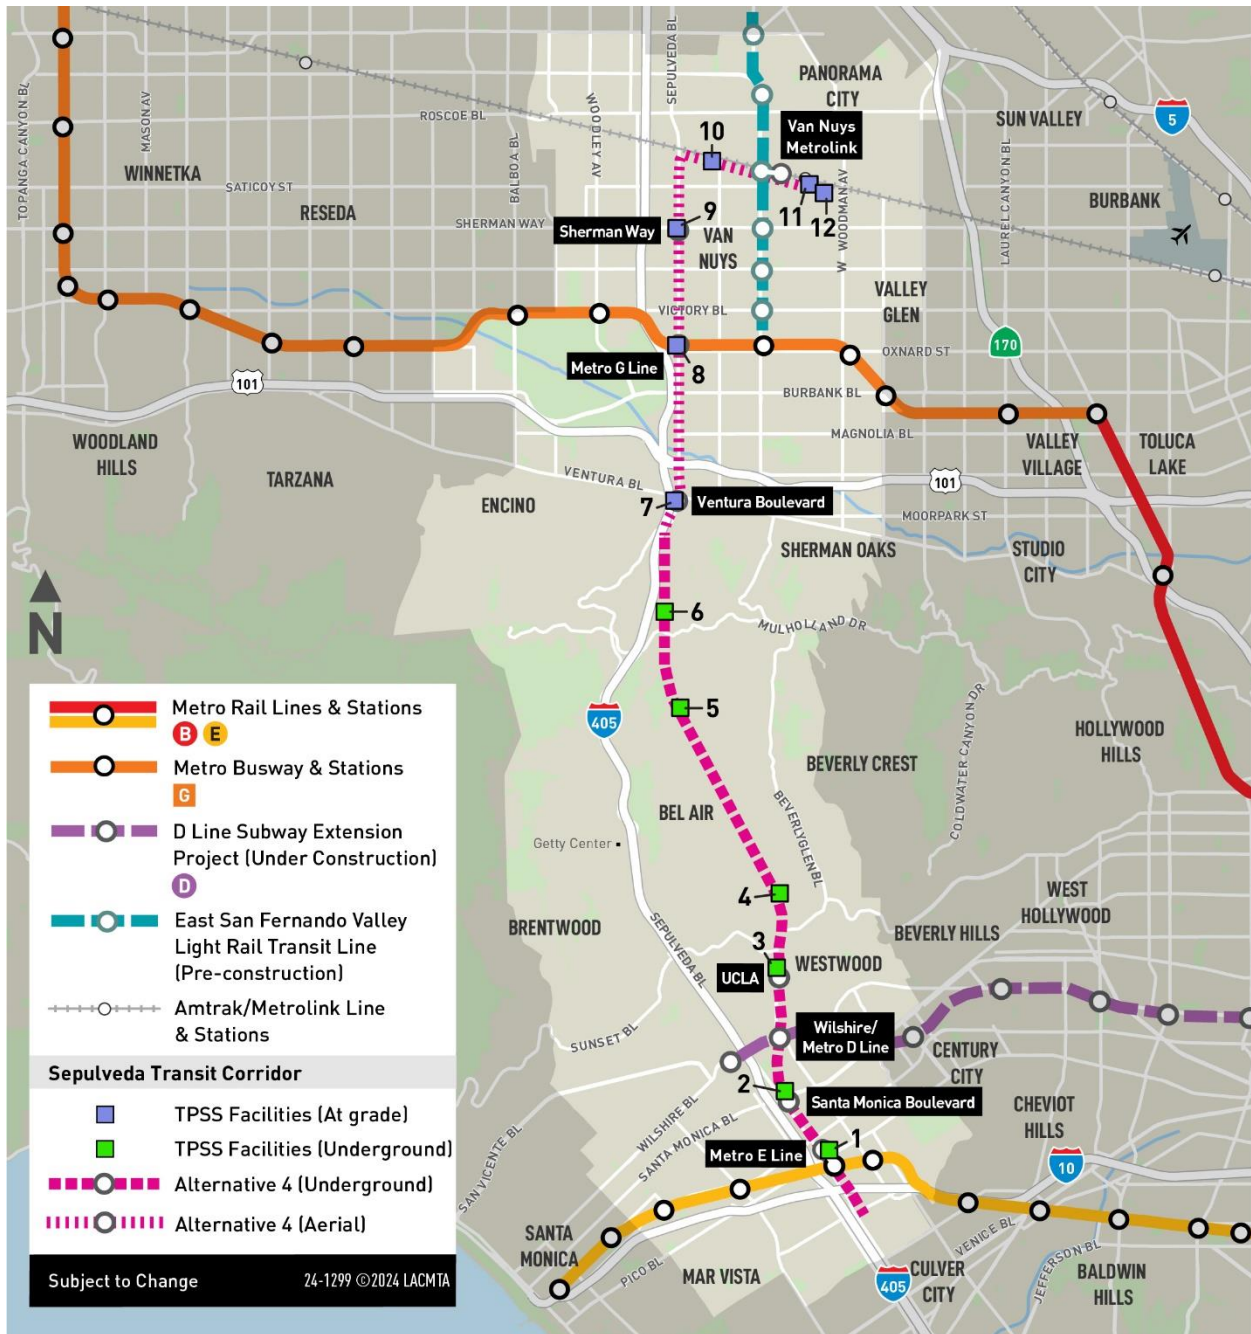 TOPANGA CANYON BL
MASON AV
WINNETKA
SATICOY ST
RESEDA
ROSCOE BL
BALBOA BL
SHERMAN WAY
WOODLEY AV
SEPULVEDA BL
PANORAMA
CITY
Van Nuys
Metrolink
SUN VALLEY
5
LAUREL CANYON BL
BURBANK
10
9
Sherman Way
VAN
NUYS
11
12
W WOODMAN AV
VICTORY BL
VALLEY
GLEN
OXNARD ST
170
Metro G Line
8
BURBANK BL
MAGNOLIA BL
101
WOODLAND
HILLS
TARZANA
VENTURA BL
ENCINO
7
Ventura Boulevard
VALLEY
VILLAGE
TOLUCA
LAKE
101
MOORPARK ST
SHERMAN OAKS
STUDIO
CITY
N
6
MULHOLLAND DR
5
405
COLDWATER CANYON DR
HOLLYWOOD
HILLS
BEVERLY CREST
BEL AIR
BEVERLYGLEN BL
Getty Center
4
BRENTWOOD
SEPULVEDA BL
WEST
HOLLYWOOD
BEVERLY HILLS
3
WESTWOOD
UCLA
SUNSET BL
Wilshire/
Metro D Line
CENTURY
CITY
2
Santa Monica Boulevard
WILSHIRE BL
SANTA MONICA BL
SAN VICENTE BL
CHEVIOT
HILLS
Metro E Line
1
10
SANTA
MONICA
PICO BL
MAR VISTA
405
CULVER
CITY
VENICE BL
JEFFERSON BL
BALDWIN
HILLS
Metro Rail Lines & Stations
B E
Metro Busway & Stations
G
D Line Subway Extension
Project (Under Construction)
D
East San Fernando Valley
Light Rail Transit Line
(Pre-construction)
Amtrak/Metrolink Line
& Stations
Sepulveda Transit Corridor
TPSS Facilities (At grade)
TPSS Facilities (Underground)
Alternative 4 (Underground)
Alternative 4 (Aerial)
Subject to Change
24-1299 ©2024 LACMTA